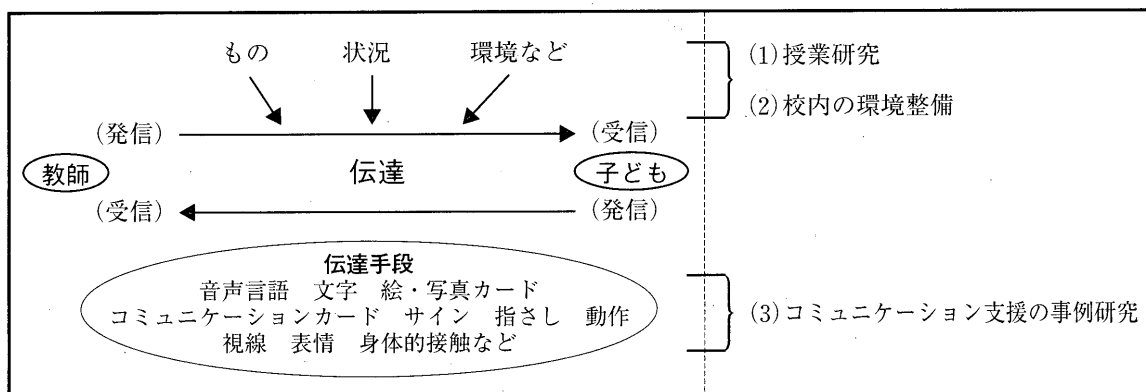 もの 状況 環境など
(1)授業研究
(2)校内の環境整備
(発信) (受信)
教師 伝達 子ども
(受信) (発信)
伝達手段
音声言語 文字 絵・写真カード
コミュニケーションカード サイン 指さし 動作
視線 表情 身体的接触など
(3)コミュニケーション支援の事例研究